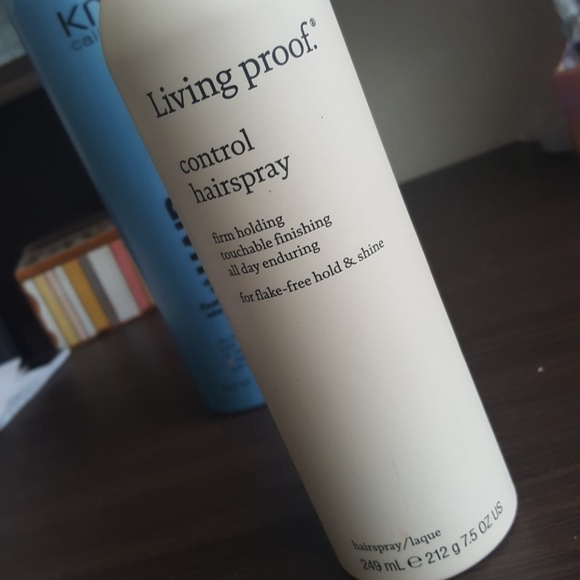 Living proof.®
control
hairspray
firm holding
touchable finishing
all day enduring
for flake-free hold & shine
hairspray/laque
249 mL ℮ 212 g 7.5 OZ US